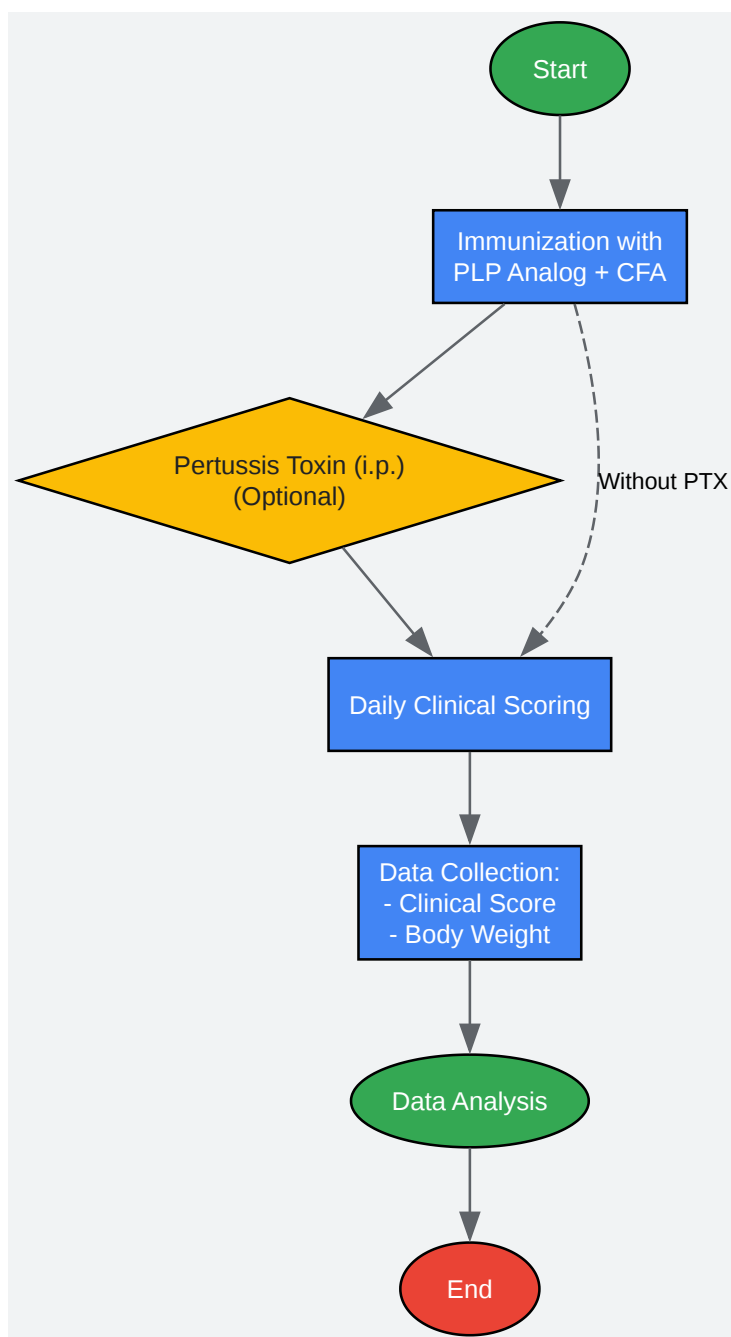 Start
Immunization with
PLP Analog + CFA
Pertussis Toxin (i.p.)
(Optional)
Without PTX
Daily Clinical Scoring
Data Collection:
- Clinical Score
- Body Weight
Data Analysis
End